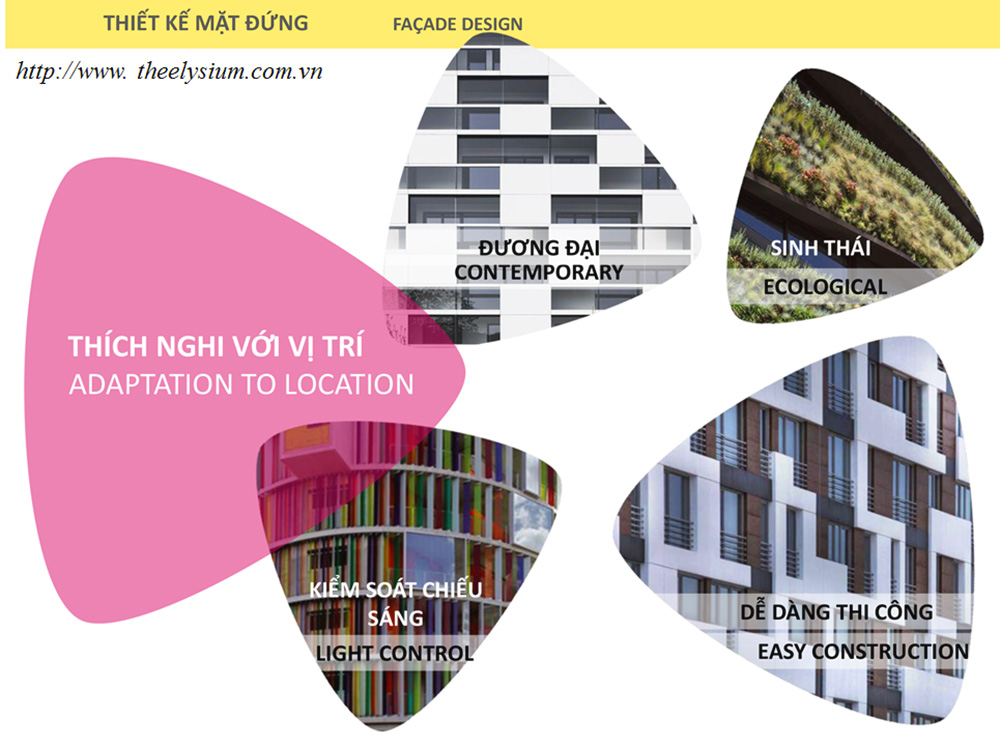 THIẾT KẾ MẶT ĐỨNG
FAÇADE DESIGN
http://www. theelysium.com.vn
ĐƯƠNG ĐẠI
CONTEMPORARY
SINH THÁI
ECOLOGICAL
THÍCH NGHI VỚI VỊ TRÍ
ADAPTATION TO LOCATION
KIỂM SOÁT CHIẾU
SÁNG
LIGHT CONTROL
DỄ DÀNG THI CÔNG
EASY CONSTRUCTION